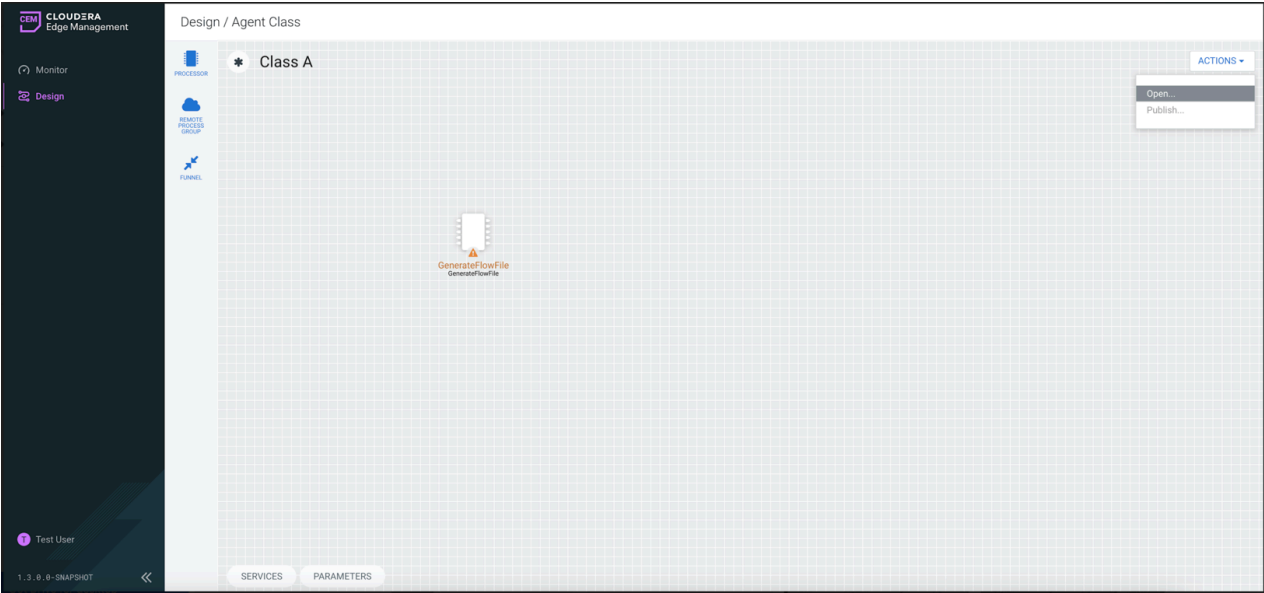 CEM
CLOUDERA
Edge Management
Design / Agent Class
Monitor
Design
PROCESSOR
REMOTE
PROCESS
GROUP
FUNNEL
Class A
ACTIONS
Open...
Publish...
GenerateFlowFile
GenerateFlowFile
T Test User
1.3.0.0-SNAPSHOT
SERVICES PARAMETERS